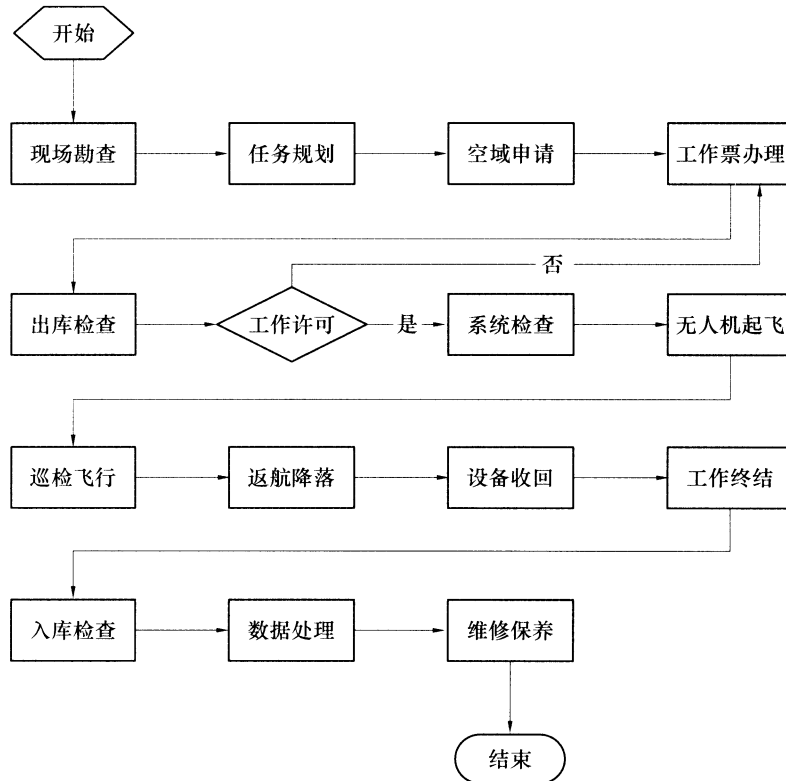 开始
现场勘查
任务规划
空域申请
工作票办理
否
出库检查
工作许可
是
系统检查
无人机起飞
巡检飞行
返航降落
设备收回
工作终结
入库检查
数据处理
维修保养
结束